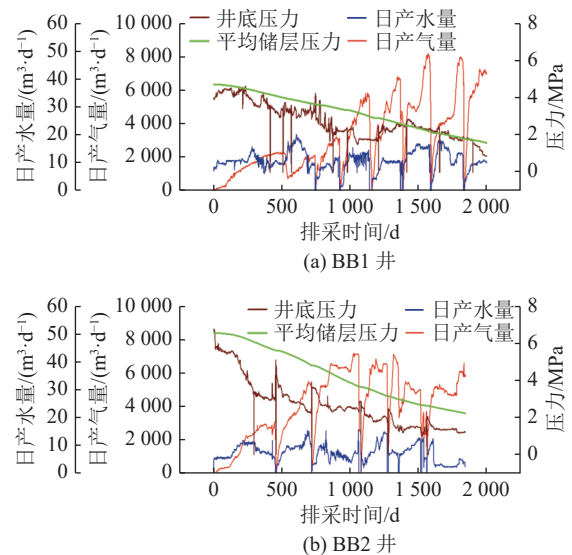 井底压力 日产水量
平均储层压力 日产气量
日产水量/(m³·d⁻¹)
60
50
40
30
20
10
0
日产气量/(m³·d⁻¹)
10 000
8 000
6 000
4 000
2 000
0
8
6
4
2
0
压力/MPa
0 500 1 000 1 500 2 000
排采时间/d
(a) BB1 井
井底压力 日产水量
平均储层压力 日产气量
日产水量/(m³·d⁻¹)
60
50
40
30
20
10
0
日产气量/(m³·d⁻¹)
10 000
8 000
6 000
4 000
2 000
0
8
6
4
2
0
压力/MPa
0 500 1 000 1 500 2 000
排采时间/d
(b) BB2 井